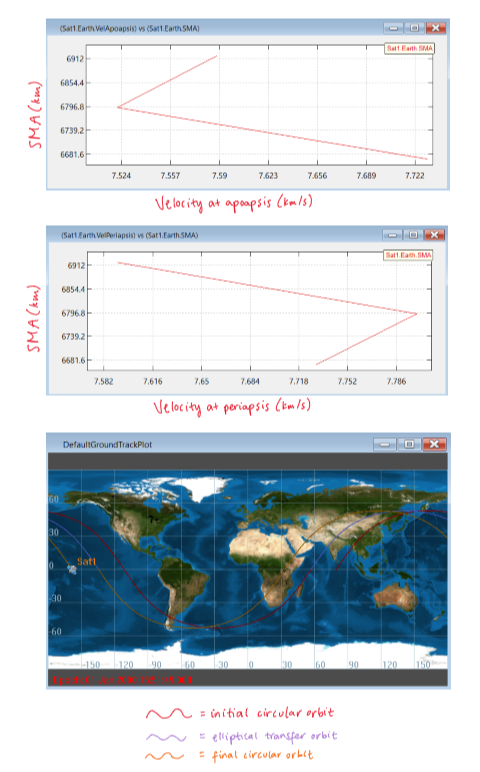 (Sat1.Earth.VelApoapsis) vs (Sat1.Earth.SMA)
Sat1.Earth.SMA
SMA (km)
6912
6854.4
6796.8
6739.2
6681.6
7.524 7.557 7.59 7.623 7.656 7.689 7.722
Velocity at apoapsis (km/s)
(Sat1.Earth.VelPeriapsis) vs (Sat1.Earth.SMA)
Sat1.Earth.SMA
SMA (km)
6912
6854.4
6796.8
6739.2
6681.6
7.582 7.616 7.65 7.684 7.718 7.752 7.786
Velocity at periapsis (km/s)
DefaultGroundTrackPlot
60
30
0
Sat1
-30
-60
-150 -120 -90 -60 -30 0 30 60 90 120 150
= initial circular orbit
= elliptical transfer orbit
= final circular orbit